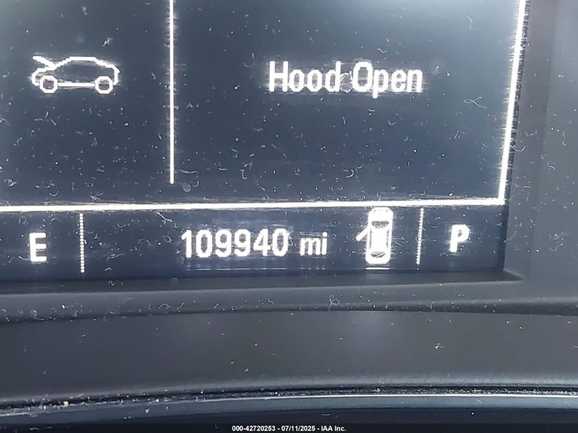 Hood Open
E 109940 mi P
000-42720253 - 07/11/2025 - IAA Inc.